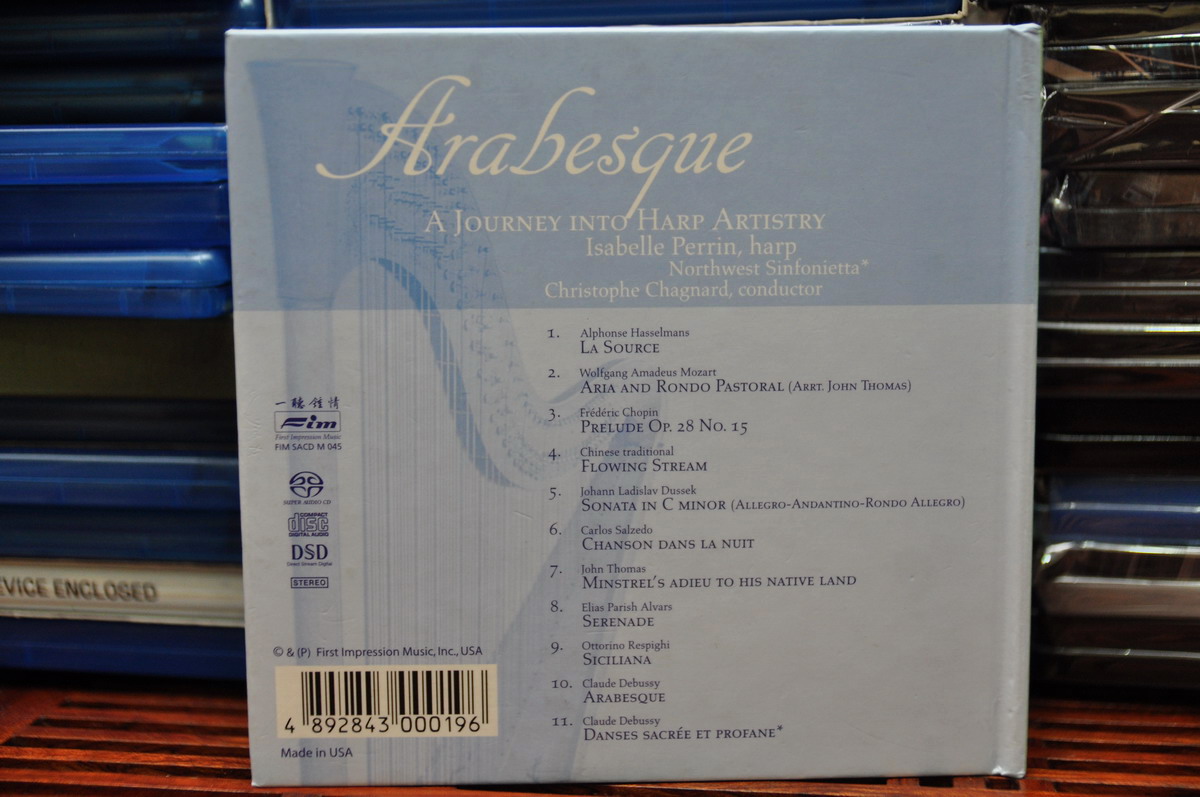 Arabesque
A Journey into Harp Artistry
Isabelle Perrin, harp
Northwest Sinfonietta*
Christophe Chagnard, conductor
1. Alphonse Hasselmans
La Source
2. Wolfgang Amadeus Mozart
Aria and Rondo Pastoral (Arrt. John Thomas)
3. Frédéric Chopin
Prelude Op. 28 No. 15
4. Chinese traditional
Flowing Stream
5. Johann Ladislav Dussek
Sonata in C minor (Allegro-Andantino-Rondo Allegro)
6. Carlos Salzedo
Chanson dans la nuit
7. John Thomas
Minstrel's adieu to his native land
8. Elias Parish Alvars
Serenade
9. Ottorino Respighi
Siciliana
10. Claude Debussy
Arabesque
11. Claude Debussy
Danses sacrée et profane*
一聽鍾情
Fim
First Impression Music
FIM SACD M 045
SUPER AUDIO CD
COMPACT
disc
DIGITAL AUDIO
DSD
Direct Stream Digital
STEREO
© & (P) First Impression Music, Inc., USA
4 892843 000196
Made in USA
EVICE ENCLOSED